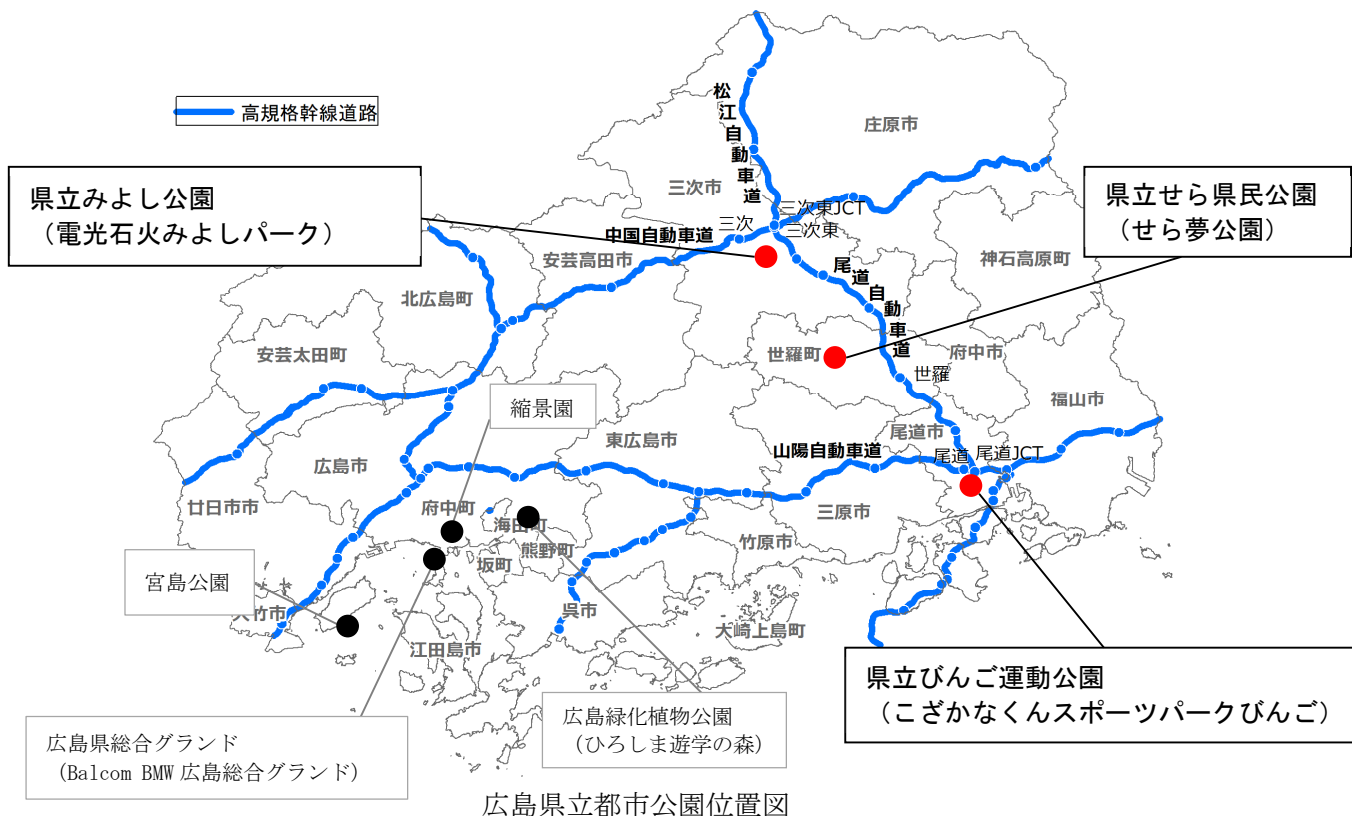 高規格幹線道路
松江自動車道
庄原市
県立みよし公園
（電光石火みよしパーク）
県立せら県民公園
（せら夢公園）
三次市
三次東JCT
三次
三次東
中国自動車道
安芸高田市
神石高原町
尾道自動車道
北広島町
安芸太田町
世羅町
府中市
世羅
福山市
縮景園
尾道市
東広島市
山陽自動車道
尾道
尾道JCT
広島市
廿日市市
府中町
海田町
三原市
熊野町
坂町
竹原市
宮島公園
大竹市
呉市
大崎上島町
江田島市
県立びんご運動公園
（こざかなくんスポーツパークびんご）
広島緑化植物公園
（ひろしま遊学の森）
広島県総合グランド
（Balcom BMW 広島総合グランド）
広島県立都市公園位置図